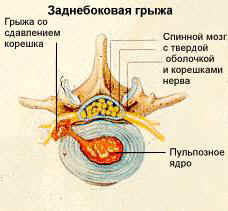 Заднебоковая грыжа
Грыжа со
сдавлением
корешка
Спинной мозг
с твердой
оболочкой
и корешками
нерва
Пульпозное
ядро